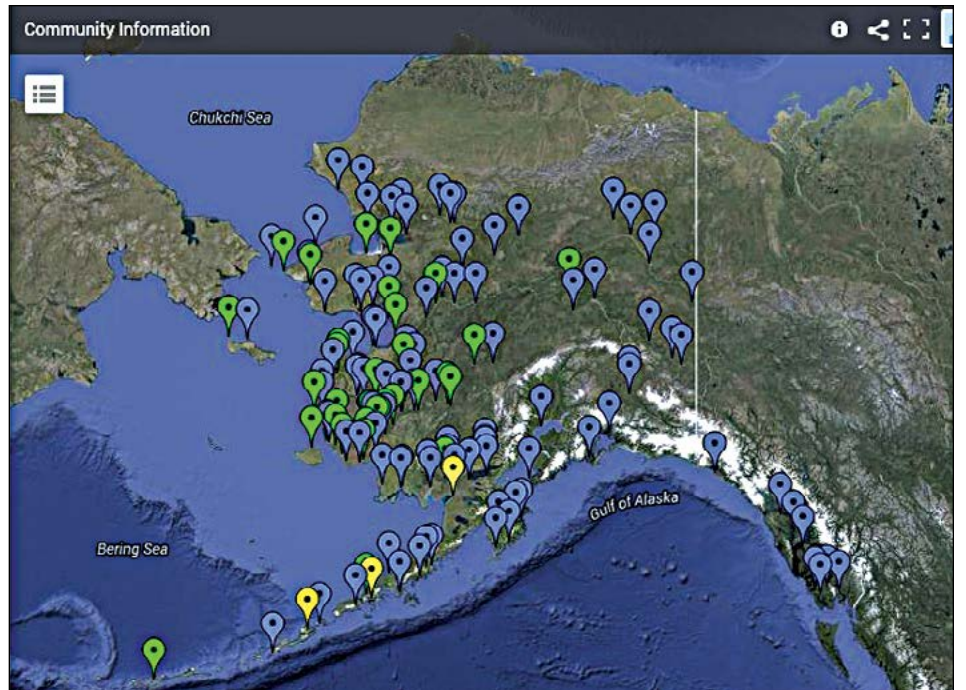 Community Information
Chukchi Sea
Gulf of Alaska
Bering Sea